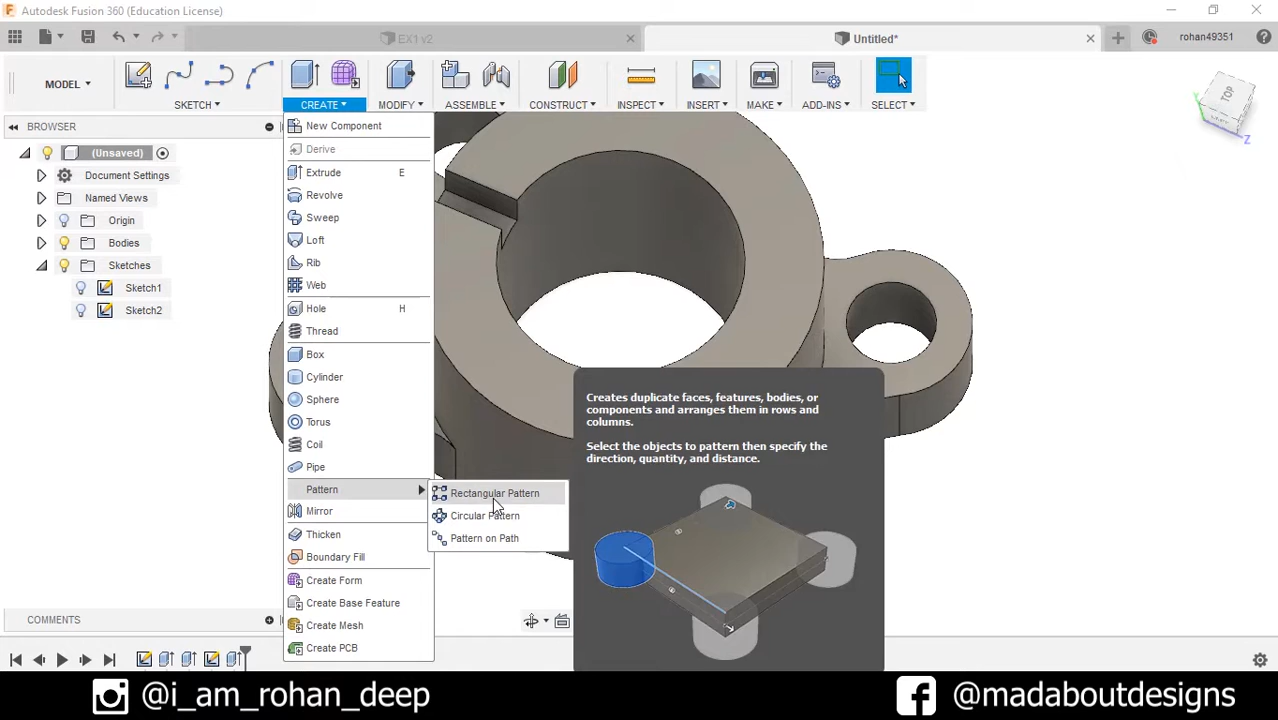 Autodesk Fusion 360 (Education License)
EX1 v2
Untitled*
rohan49351
MODEL
SKETCH
CREATE
MODIFY
ASSEMBLE
CONSTRUCT
INSPECT
INSERT
MAKE
ADD-INS
SELECT
BROWSER
(Unsaved)
Document Settings
Named Views
Origin
Bodies
Sketches
Sketch1
Sketch2
New Component
Derive
Extrude E
Revolve
Sweep
Loft
Rib
Web
Hole H
Thread
Box
Cylinder
Sphere
Torus
Coil
Pipe
Pattern
Mirror
Thicken
Boundary Fill
Create Form
Create Base Feature
Create Mesh
Create PCB
Rectangular Pattern
Circular Pattern
Pattern on Path
Creates duplicate faces, features, bodies, or
components and arranges them in rows and
columns.
Select the objects to pattern then specify the
direction, quantity, and distance.
TOP
Y
Z
COMMENTS
@i_am_rohan_deep
@madaboutdesigns